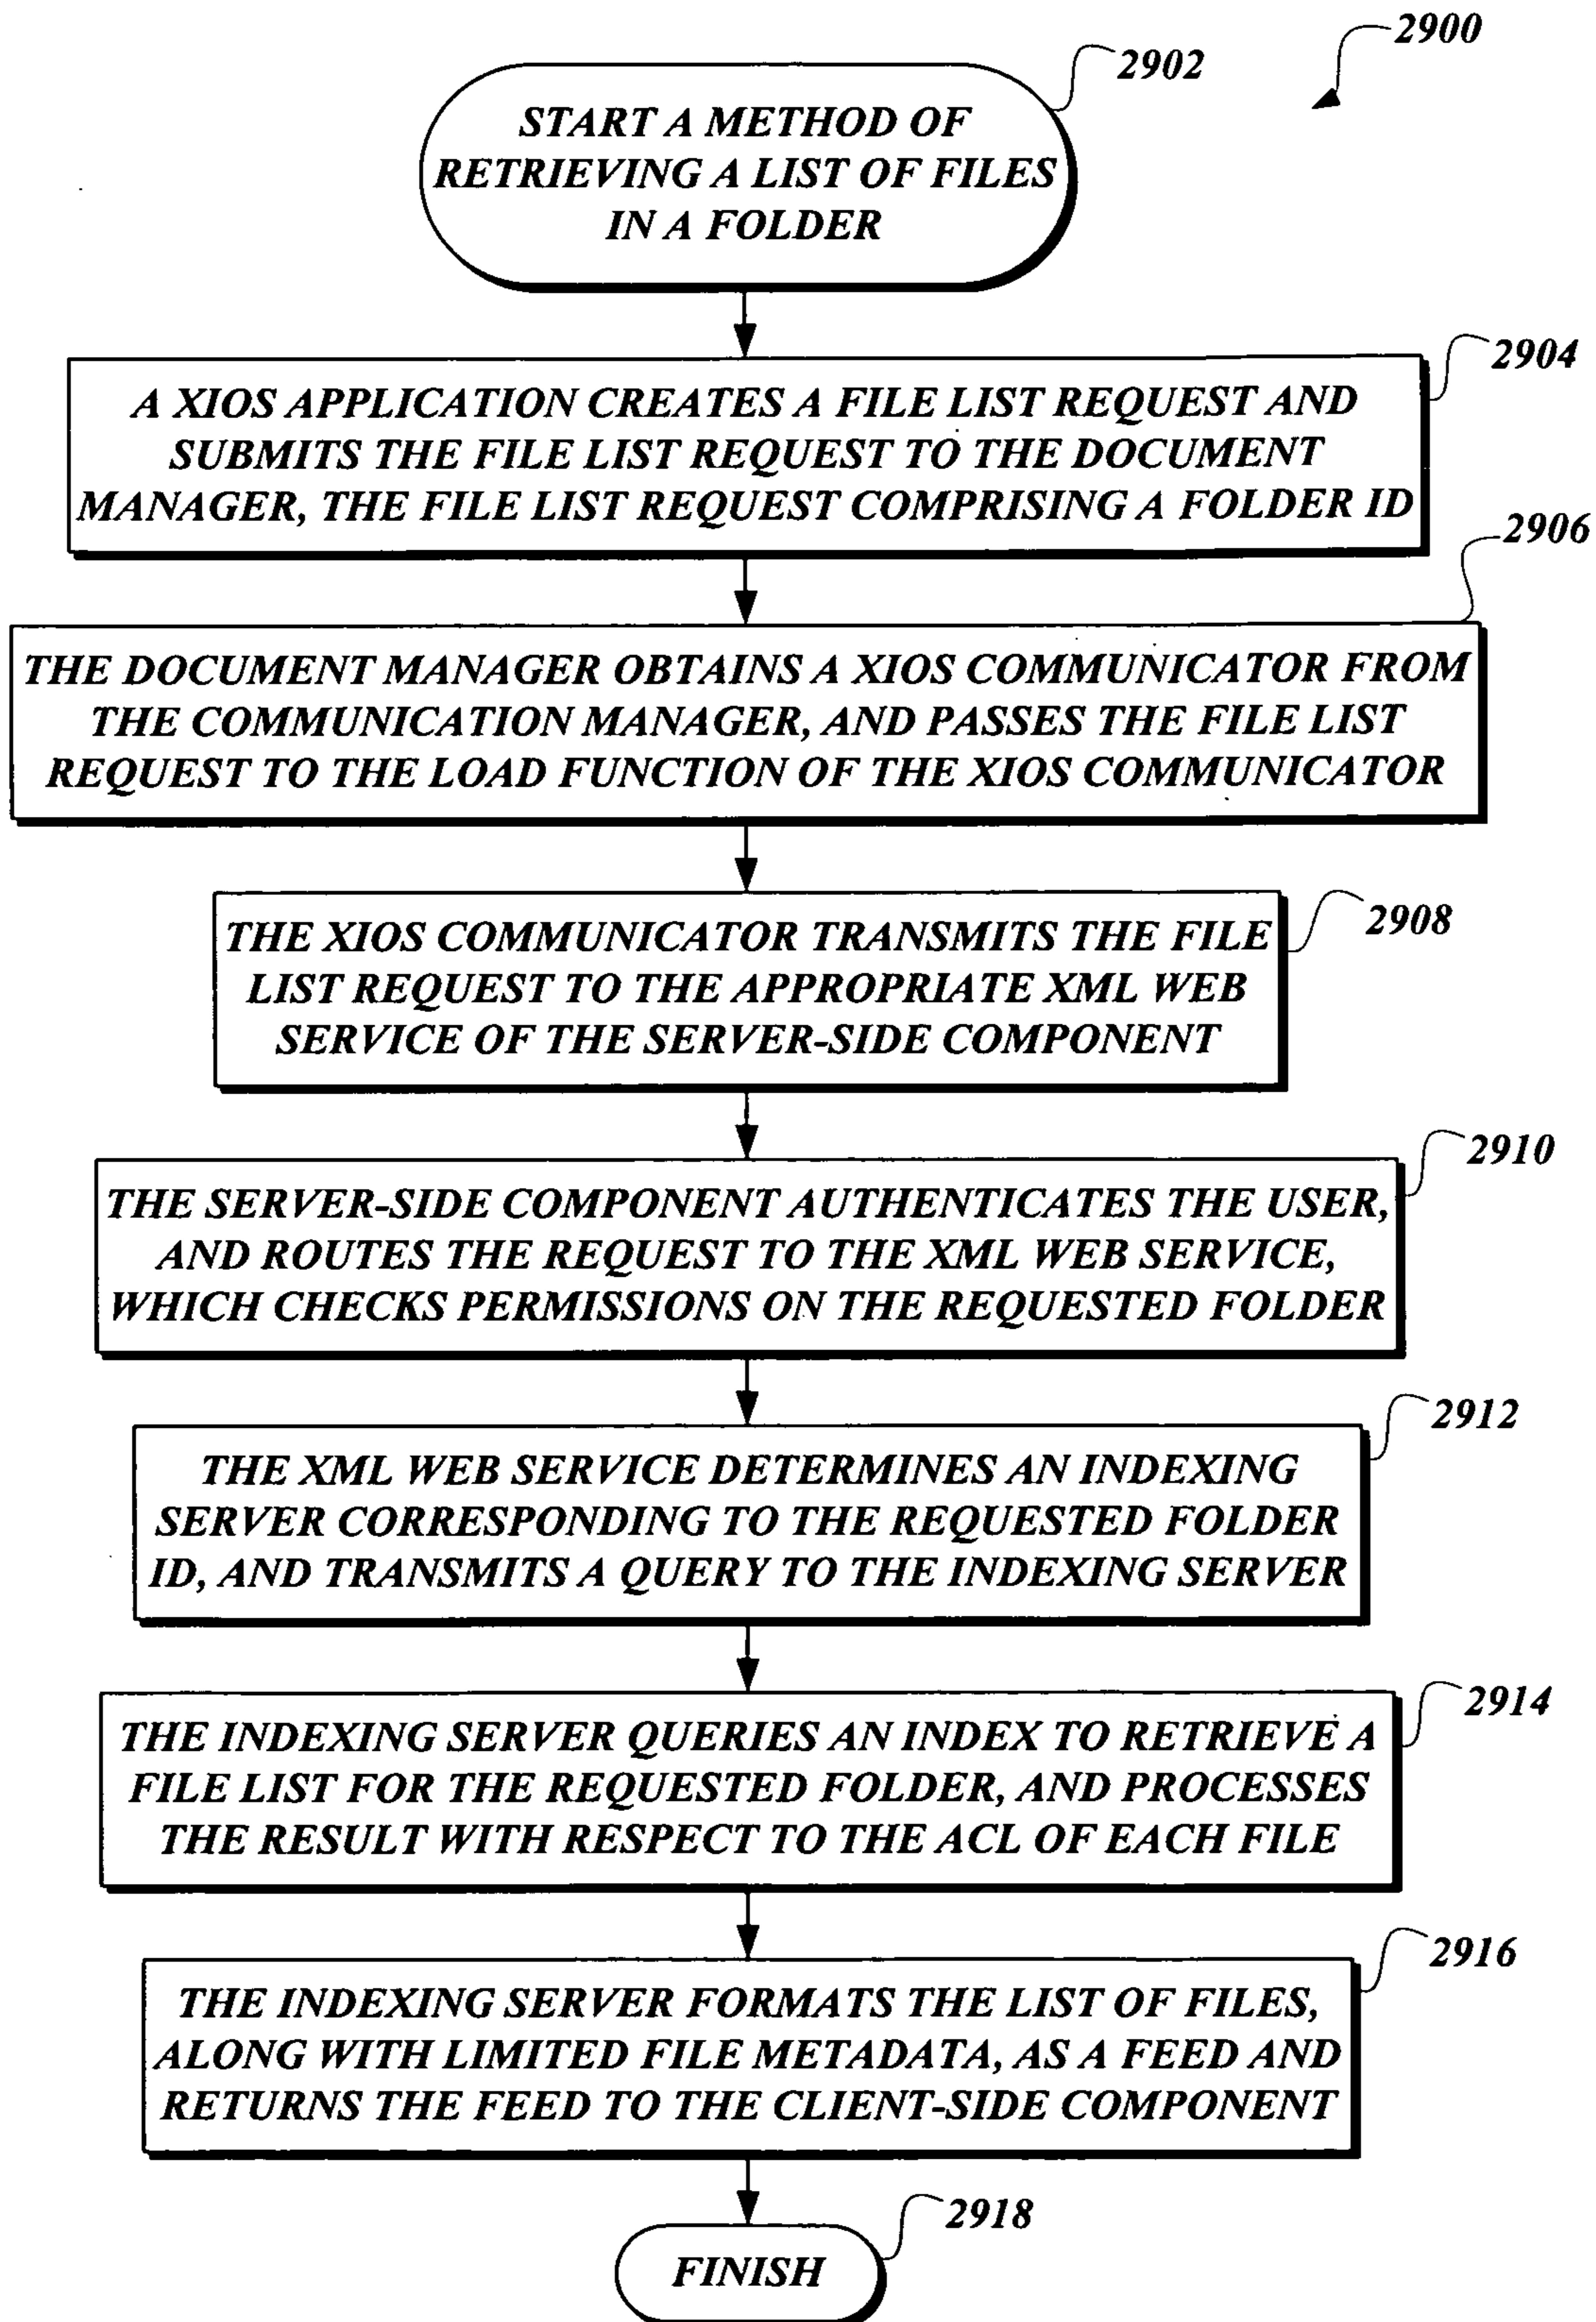 2900
2902
START A METHOD OF
RETRIEVING A LIST OF FILES
IN A FOLDER
2904
A XIOS APPLICATION CREATES A FILE LIST REQUEST AND
SUBMITS THE FILE LIST REQUEST TO THE DOCUMENT
MANAGER, THE FILE LIST REQUEST COMPRISING A FOLDER ID
2906
THE DOCUMENT MANAGER OBTAINS A XIOS COMMUNICATOR FROM
THE COMMUNICATION MANAGER, AND PASSES THE FILE LIST
REQUEST TO THE LOAD FUNCTION OF THE XIOS COMMUNICATOR
2908
THE XIOS COMMUNICATOR TRANSMITS THE FILE
LIST REQUEST TO THE APPROPRIATE XML WEB
SERVICE OF THE SERVER-SIDE COMPONENT
2910
THE SERVER-SIDE COMPONENT AUTHENTICATES THE USER,
AND ROUTES THE REQUEST TO THE XML WEB SERVICE,
WHICH CHECKS PERMISSIONS ON THE REQUESTED FOLDER
2912
THE XML WEB SERVICE DETERMINES AN INDEXING
SERVER CORRESPONDING TO THE REQUESTED FOLDER
ID, AND TRANSMITS A QUERY TO THE INDEXING SERVER
2914
THE INDEXING SERVER QUERIES AN INDEX TO RETRIEVE A
FILE LIST FOR THE REQUESTED FOLDER, AND PROCESSES
THE RESULT WITH RESPECT TO THE ACL OF EACH FILE
2916
THE INDEXING SERVER FORMATS THE LIST OF FILES,
ALONG WITH LIMITED FILE METADATA, AS A FEED AND
RETURNS THE FEED TO THE CLIENT-SIDE COMPONENT
2918
FINISH